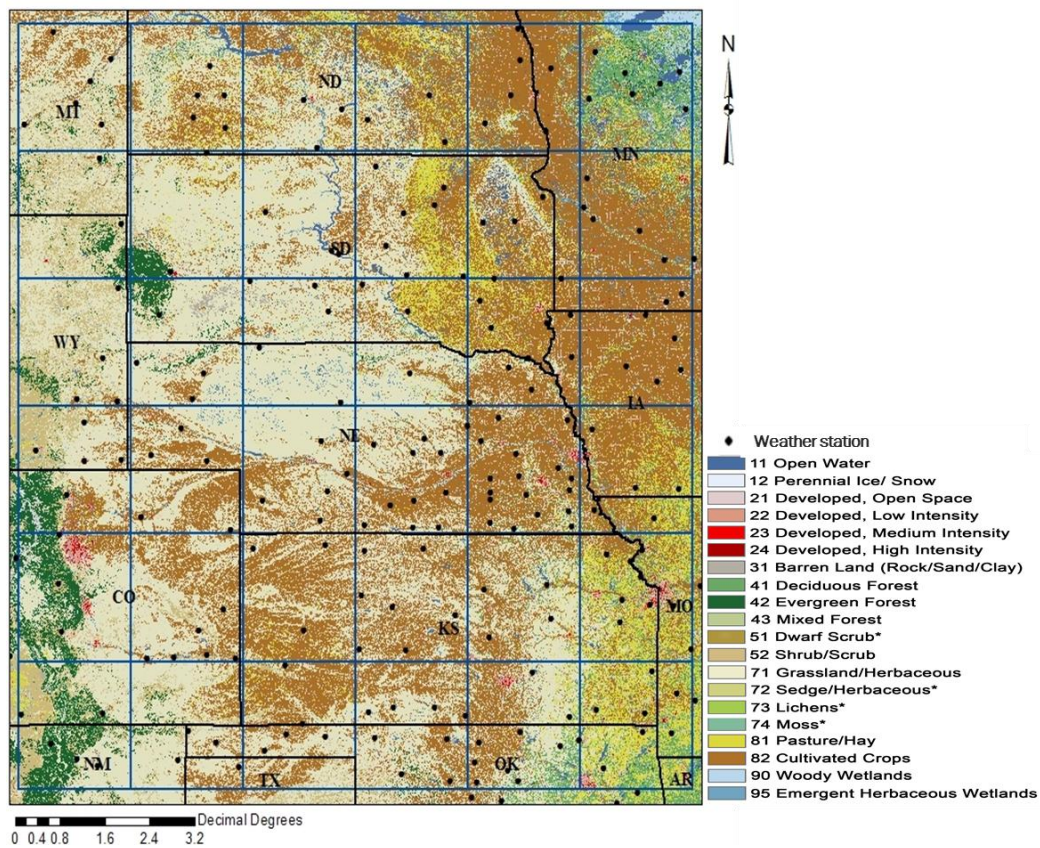 N
ND
MT
MN
SD
WY
IA
NE
CO
KS
MO
NM
TX
OK
AR
Weather station
11 Open Water
12 Perennial Ice/ Snow
21 Developed, Open Space
22 Developed, Low Intensity
23 Developed, Medium Intensity
24 Developed, High Intensity
31 Barren Land (Rock/Sand/Clay)
41 Deciduous Forest
42 Evergreen Forest
43 Mixed Forest
51 Dwarf Scrub*
52 Shrub/Scrub
71 Grassland/Herbaceous
72 Sedge/Herbaceous*
73 Lichens*
74 Moss*
81 Pasture/Hay
82 Cultivated Crops
90 Woody Wetlands
95 Emergent Herbaceous Wetlands
Decimal Degrees
0 0.4 0.8 1.6 2.4 3.2